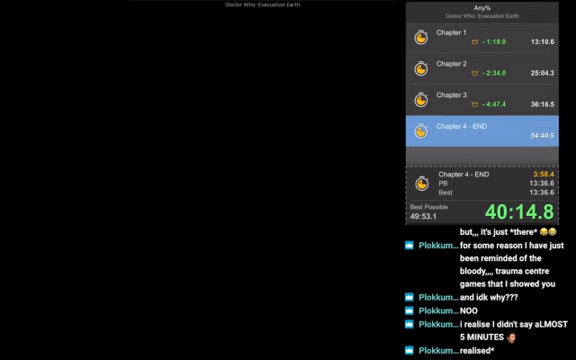 Doctor Who: Evacuation Earth
Any%
Doctor Who: Evacuation Earth
Chapter 1
- 1:19.0 13:10.6
Chapter 2
- 2:34.0 25:04.3
Chapter 3
- 4:47.4 36:16.5
Chapter 4 - END
54:40.5
Chapter 4 - END 3:58.4
PB 13:36.6
Best 13:36.6
Best Possible
49:53.1
40:14.8
but,,, it's just *there* 😂😢
Plokkum... for some reason I have just
been reminded of the
bloody,,,, trauma centre
games that I showed you
Plokkum... and idk why???
Plokkum... NOO
Plokkum... i realise I didn't say aLMOST
5 MINUTES
Plokkum... realised*